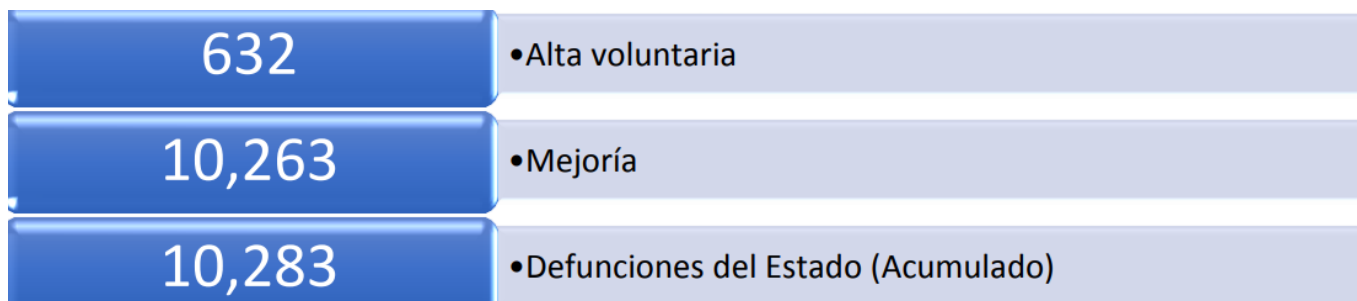 632 •Alta voluntaria
10,263 •Mejoría
10,283 •Defunciones del Estado (Acumulado)